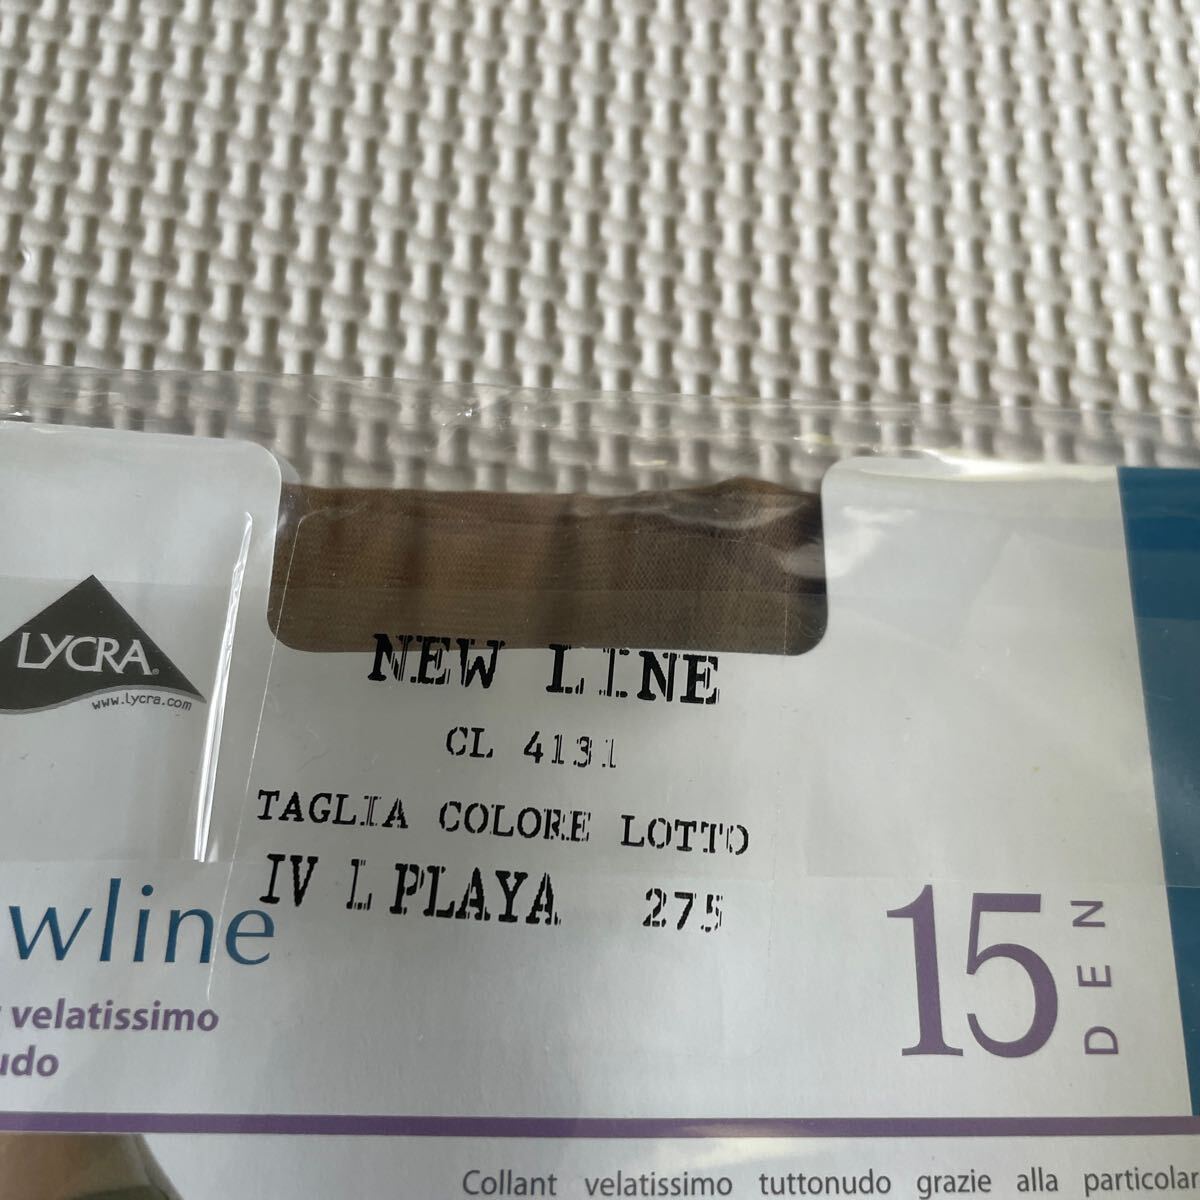 LYCRA®
www.lycra.com
NEW LINE
CL 4131
TAGLIA COLORE LOTTO
IV L PLAYA 275
wline
velatissimo
udo
15 DEN
Collant velatissimo tuttonudo grazie alla particolar